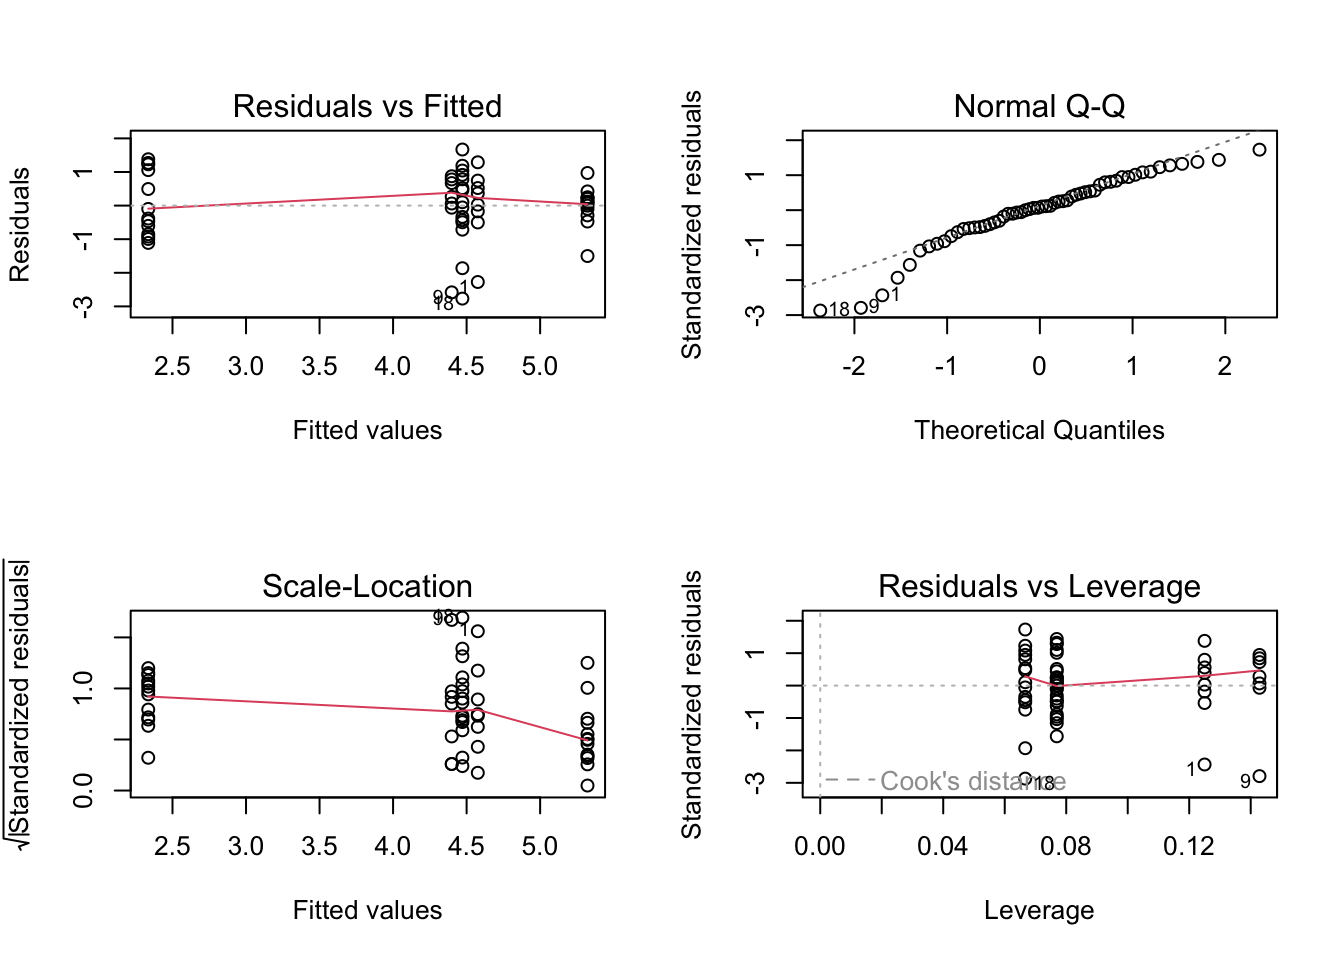 Residuals vs Fitted
Residuals
1
-1
-3
9
18
1
2.5 3.0 3.5 4.0 4.5 5.0
Fitted values
Normal Q-Q
Standardized residuals
1
-1
-3
18
9
1
-2 -1 0 1 2
Theoretical Quantiles
Scale-Location
√|Standardized residuals|
1.0
0.0
9
18
1
2.5 3.0 3.5 4.0 4.5 5.0
Fitted values
Residuals vs Leverage
Standardized residuals
1
-1
-3
Cook's distance
18
1
9
0.00 0.04 0.08 0.12
Leverage